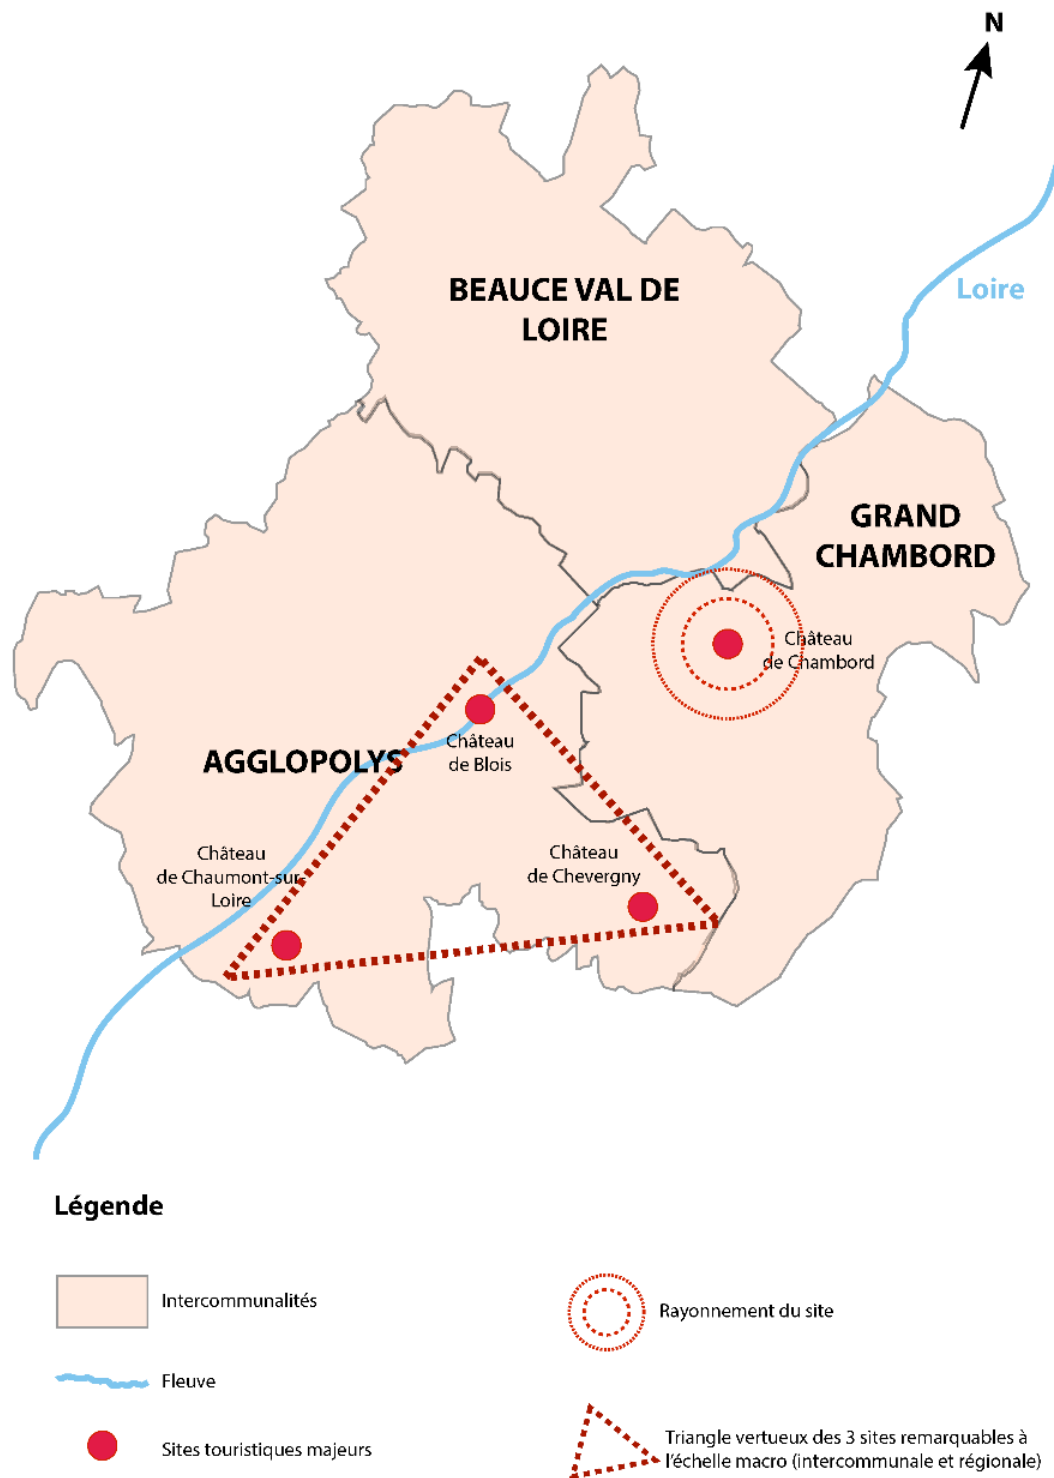 N
Loire
BEAUCE VAL DE
LOIRE
GRAND
CHAMBORD
Château
de Chambord
Château
de Blois
AGGLOPOLYS
Château
de Chaumont-sur-
Loire
Château
de Chevergny
Légende
Intercommunalités
Rayonnement du site
Fleuve
Sites touristiques majeurs
Triangle vertueux des 3 sites remarquables à
l'échelle macro (intercommunale et régionale)